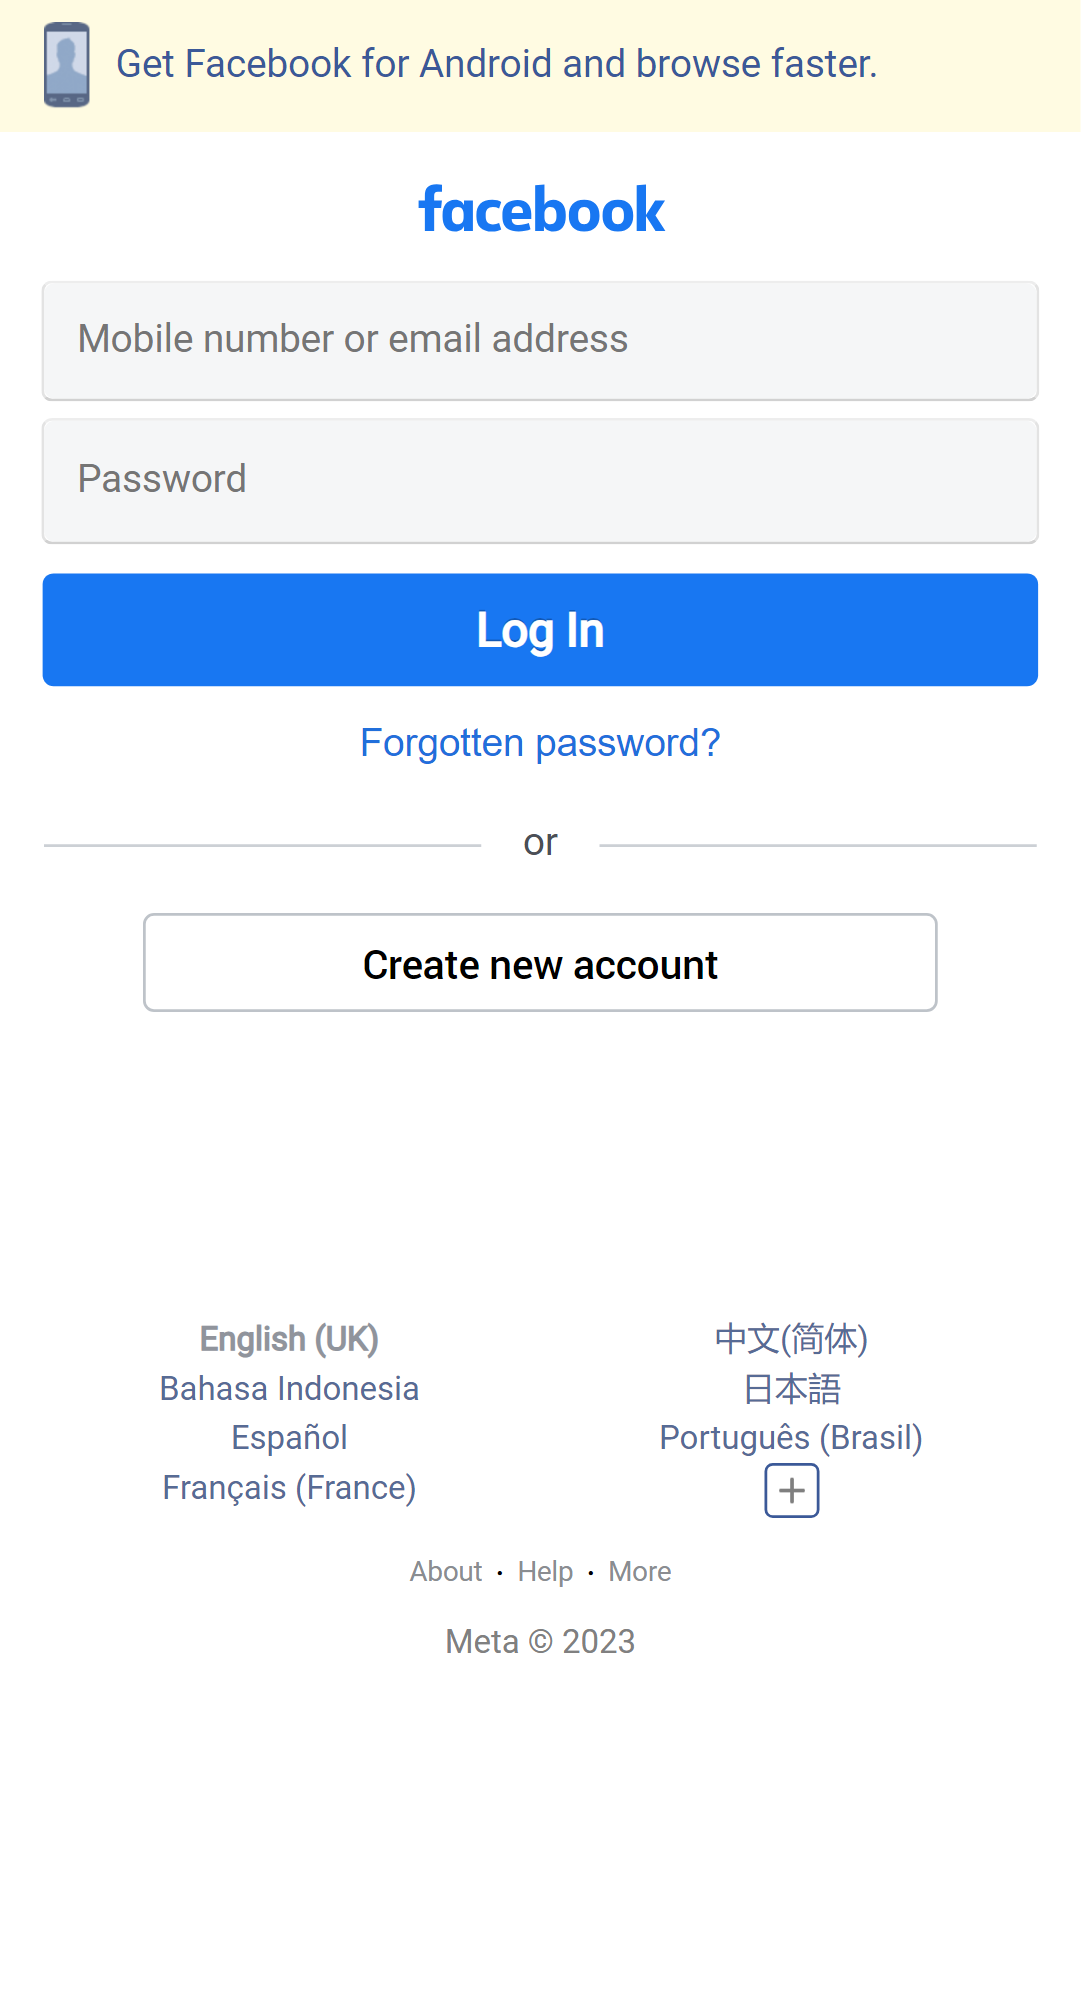 Get Facebook for Android and browse faster.
facebook
Mobile number or email address
Password
Log In
Forgotten password?
or
Create new account
English (UK)
中文(简体)
Bahasa Indonesia
日本語
Español
Português (Brasil)
Français (France)
About · Help · More
Meta © 2023